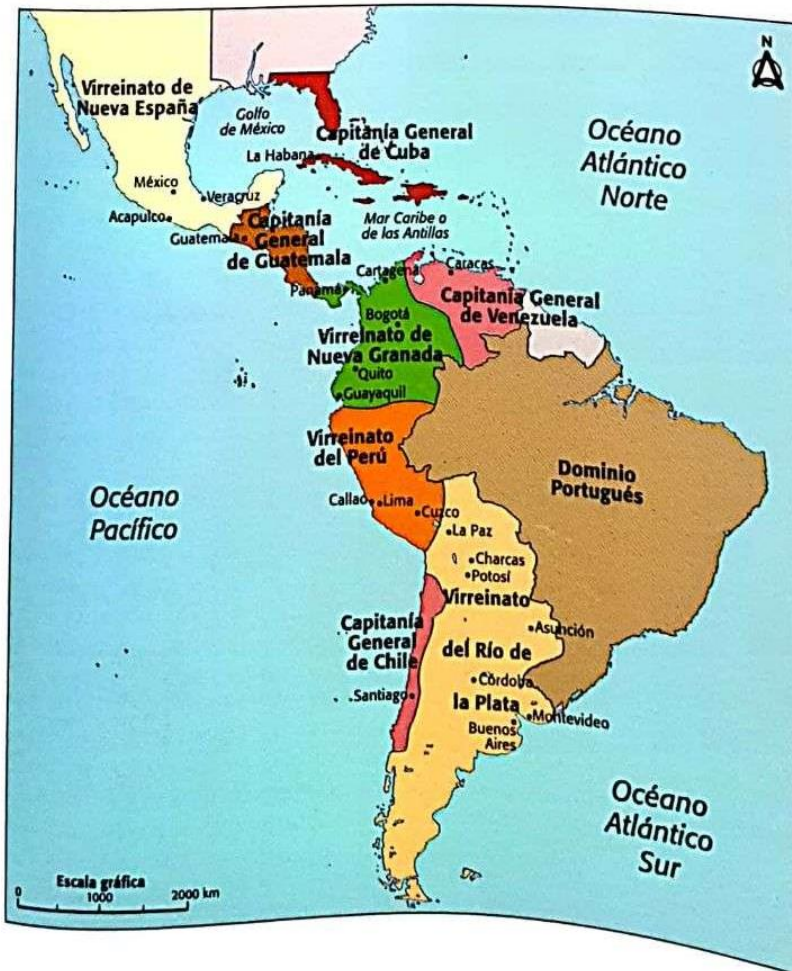 N
Virreinato de
Nueva España
Golfo
de México
Capitanía General
de Cuba
La Habana
Océano
Atlántico
Norte
México
Veracruz
Acapulco
Capitanía
General
de Guatemala
Guatemala
Mar Caribe o
de las Antillas
Panamá
Cartagena
Caracas
Capitanía General
de Venezuela
Bogotá
Virreinato de
Nueva Granada
Quito
Guayaquil
Virreinato
del Perú
Dominio
Portugués
Océano
Pacífico
Callao
Lima
Cuzco
La Paz
Charcas
Potosí
Virreinato
del Río de
la Plata
Capitanía
General
de Chile
Asunción
Córdoba
Santiago
Montevideo
Buenos
Aires
Océano
Atlántico
Sur
Escala gráfica
0 1000 2000 km